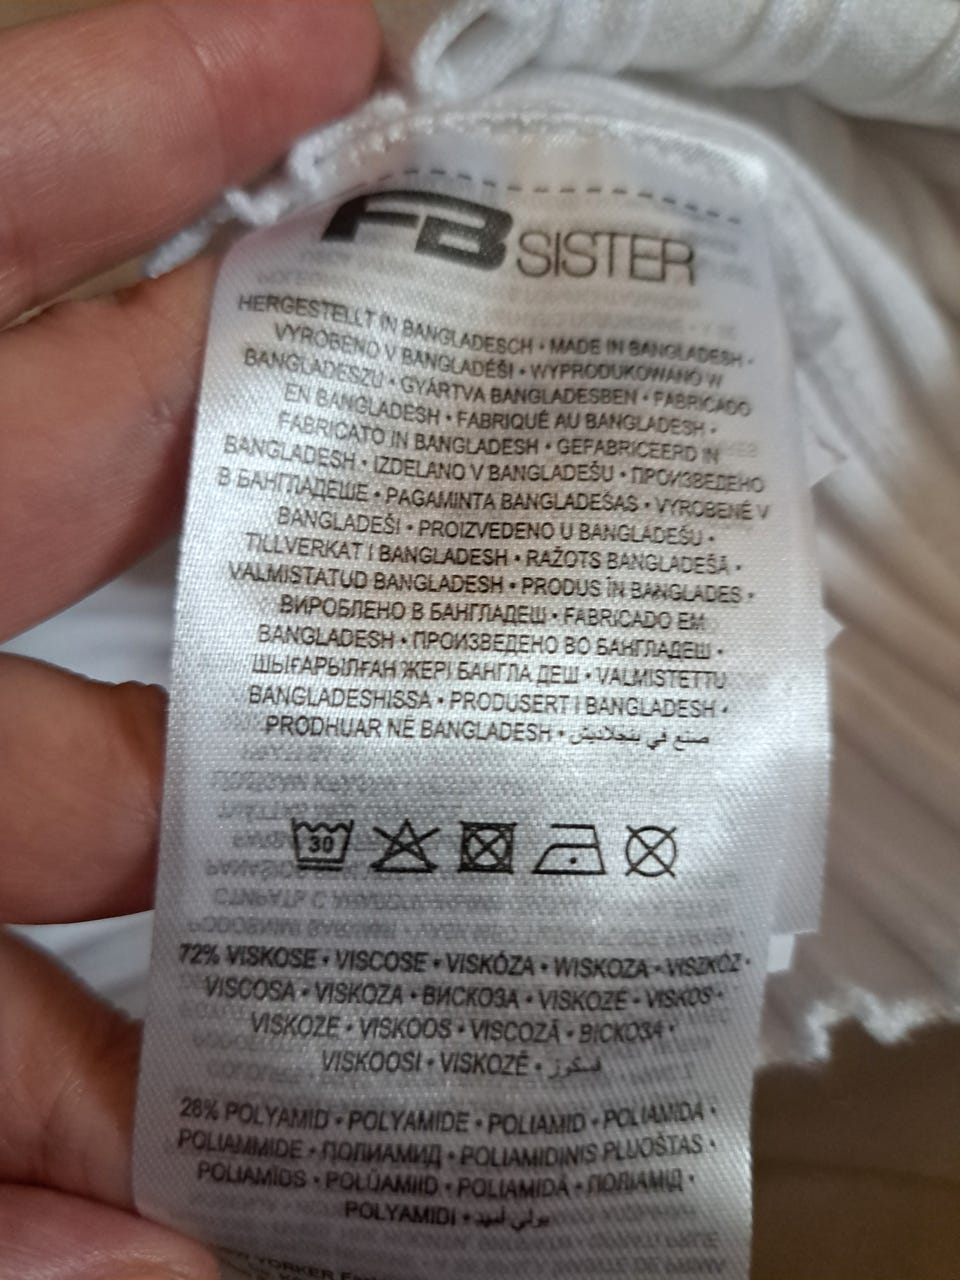 FB SISTER
HERGESTELLT IN BANGLADESCH • MADE IN BANGLADESH •
VYROBENO V BANGLADÉŠI • WYPRODUKOWANO W
BANGLADESZU • GYÁRTVA BANGLADESBEN • FABRICADO
EN BANGLADESH • FABRIQUÉ AU BANGLADESH •
FABRICATO IN BANGLADESH • GEFABRICEERD IN
BANGLADESH • IZDELANO V BANGLADEŠU • ПРОИЗВЕДЕНО
В БАНГЛАДЕШЕ • PAGAMINTA BANGLADEŠAS • VYROBENÉ V
BANGLADEŠI • PROIZVEDENO U BANGLADEŠU •
TILLVERKAT I BANGLADESH • RAŽOTS BANGLADEŠĀ •
VALMISTATUD BANGLADESH • PRODUS ÎN BANGLADES •
ВИРОБЛЕНО В БАНГЛАДЕШ • FABRICADO EM
BANGLADESH • ПРОИЗВЕДЕНО ВО БАНГЛАДЕШ •
ШЫҒАРЫЛҒАН ЖЕРІ БАНГЛА ДЕШ • VALMISTETTU
BANGLADESHISSA • PRODUSERT I BANGLADESH •
PRODHUAR NË BANGLADESH • صنع في بنجلاديش
30
72% VISKOSE • VISCOSE • VISKÓZA • WISKOZA • VISZKÓZ •
VISCOSA • VISKOZA • ВИСКОЗА • VISKOZĖ • VISKOS •
VISKOZE • VISKOOS • VISCOZĂ • ВІСКОЗА •
VISKOOSI • VISKOZË • فسكوز
28% POLYAMID • POLYAMIDE • POLIAMID • POLIAMIDA •
POLIAMMIDE • ПОЛИАМИД • POLIAMIDINIS PLUOŠTAS •
POLIAMĪDS • POLÜAMIID • POLIAMIDĂ • ПОЛІАМІД •
POLYAMIDI • بولي أميد
YORKER